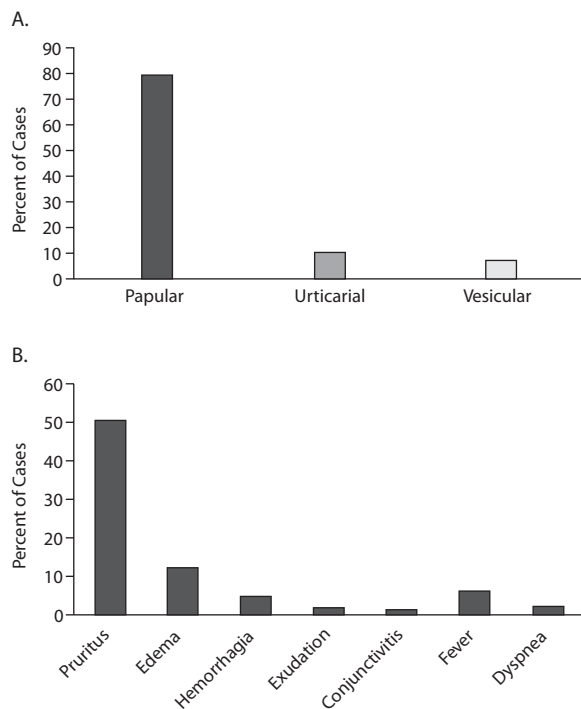 A.
Percent of Cases
90
80
70
60
50
40
30
20
10
0
Papular Urticarial Vesicular
B.
Percent of Cases
60
50
40
30
20
10
0
Pruritus Edema Hemorrhagia Exudation Conjunctivitis Fever Dyspnea